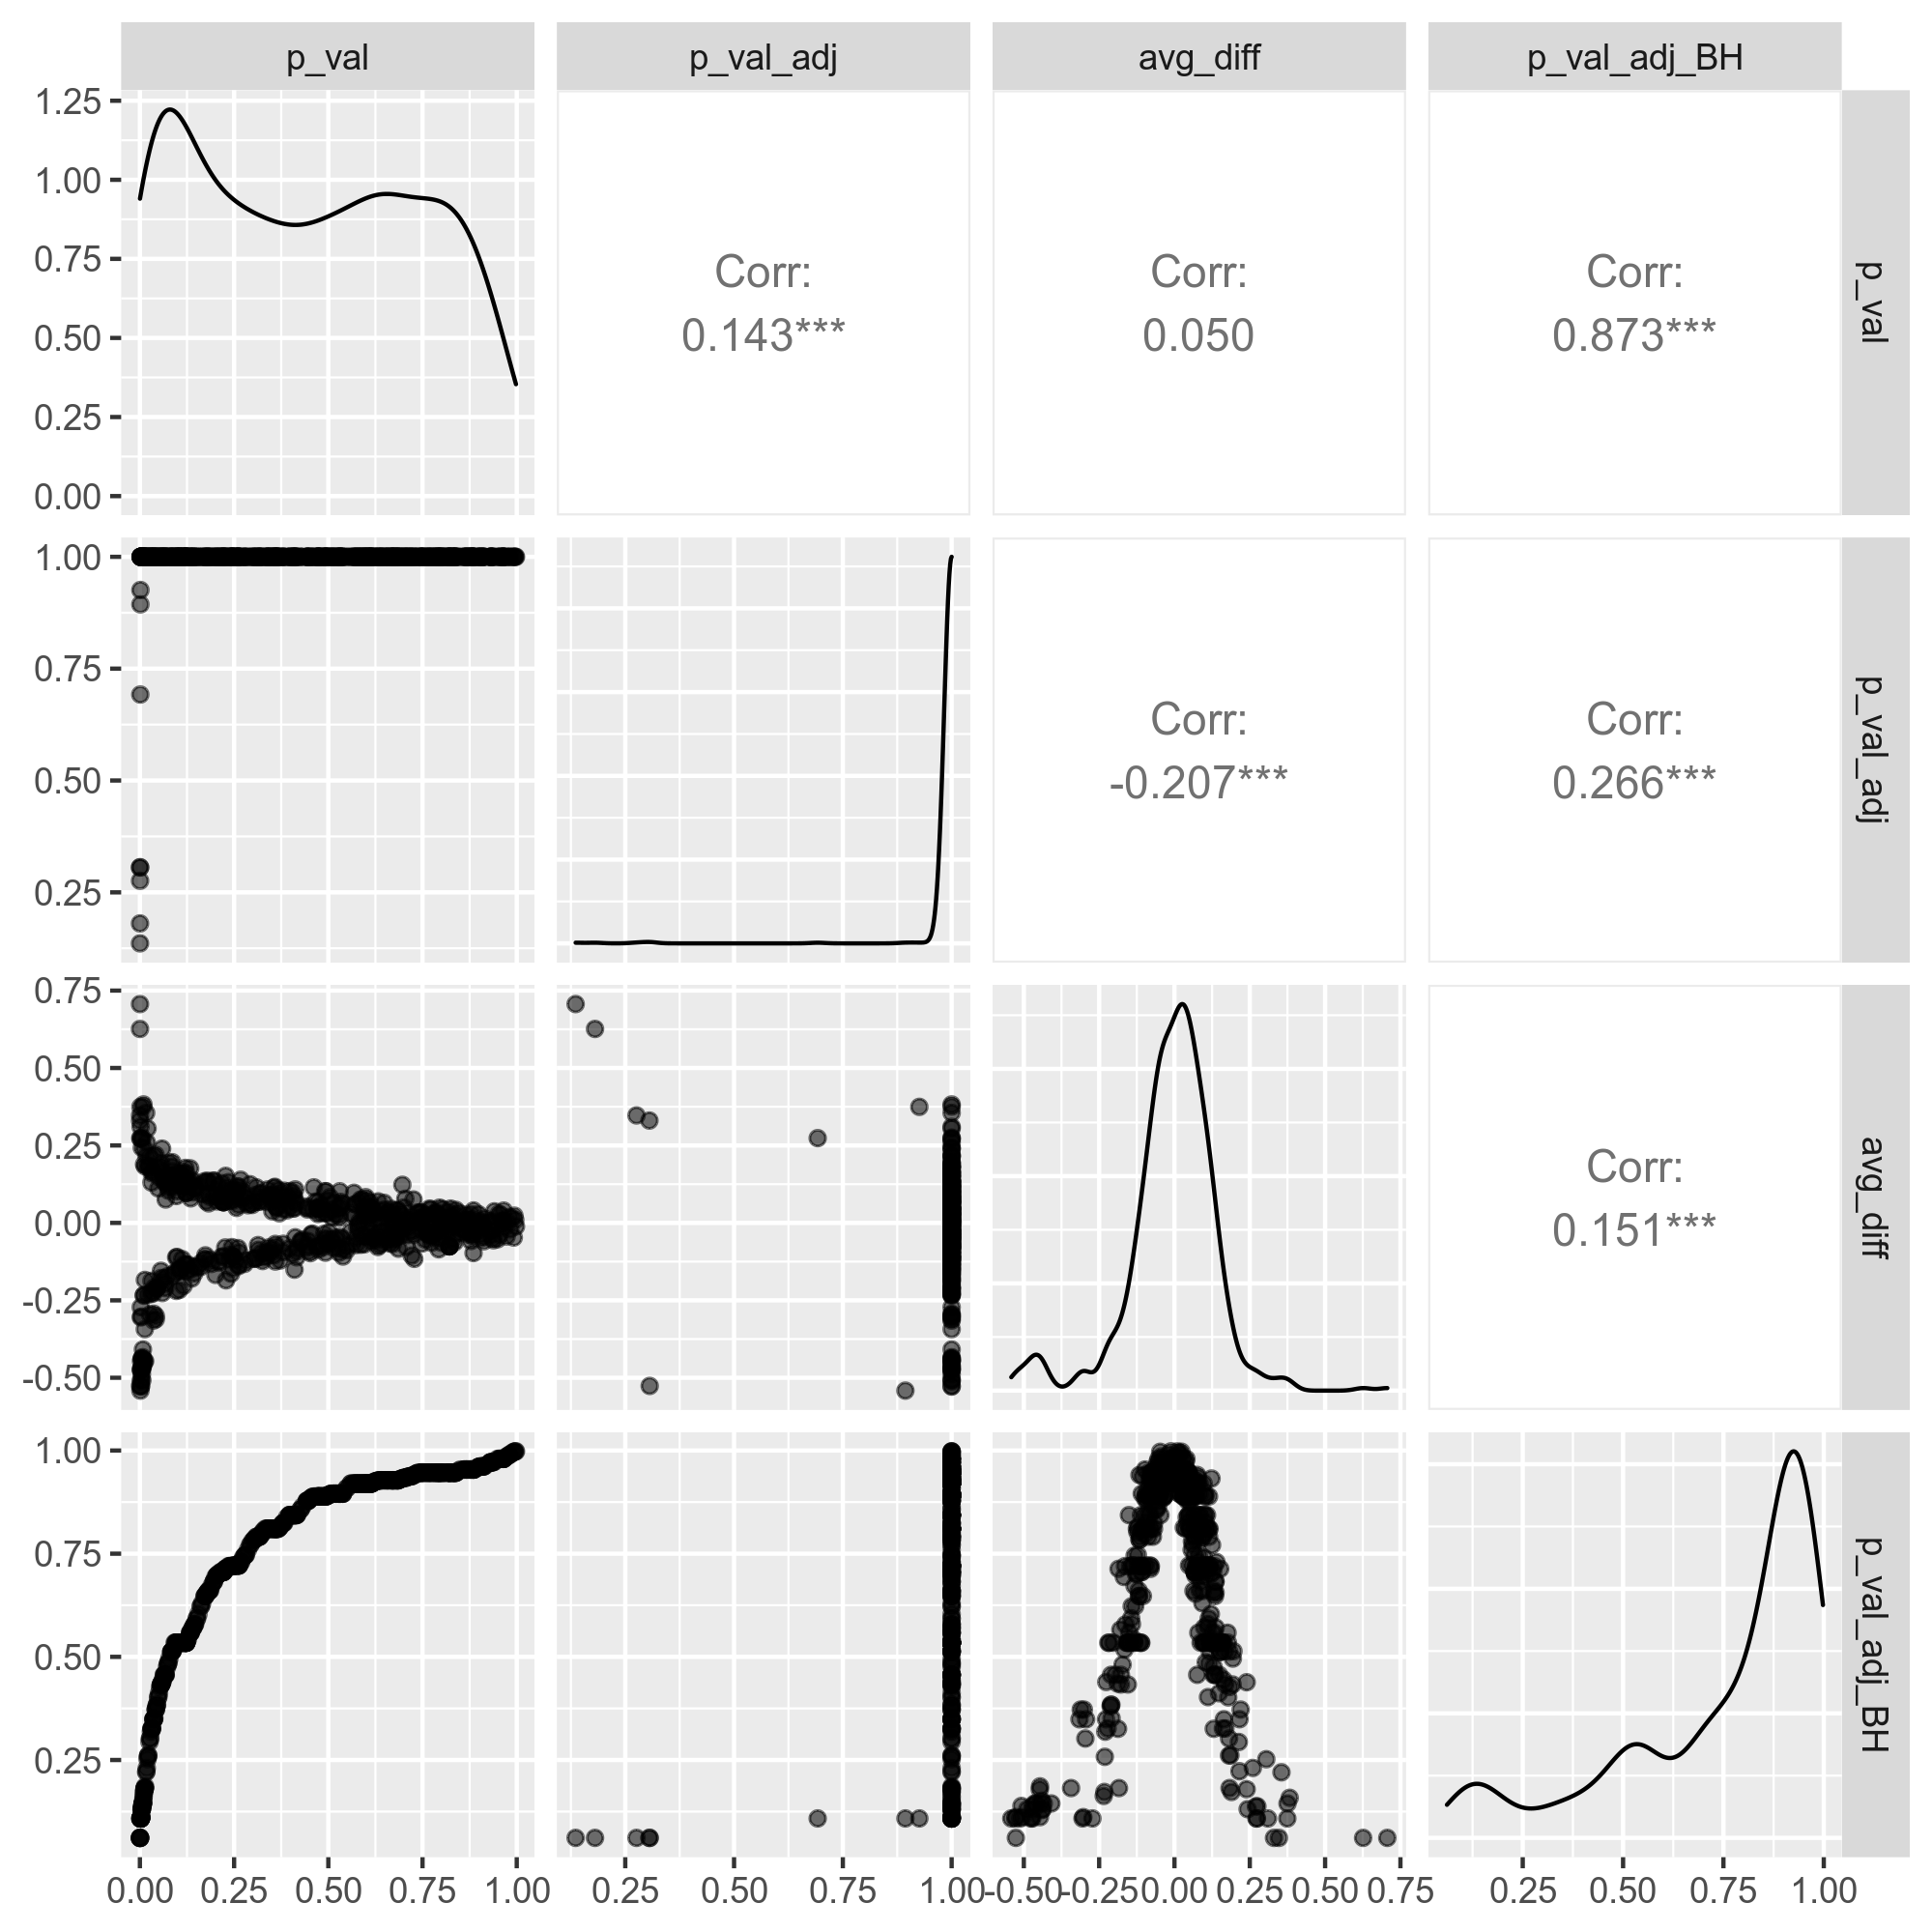 p_val p_val_adj avg_diff p_val_adj_BH
1.25
1.00
0.75
0.50
0.25
0.00
Corr:
0.143***
Corr:
0.050
Corr:
0.873***
p_val
1.00
0.75
0.50
0.25
Corr:
-0.207***
Corr:
0.266***
p_val_adj
0.75
0.50
0.25
0.00
-0.25
-0.50
Corr:
0.151***
avg_diff
1.00
0.75
0.50
0.25
p_val_adj_BH
0.00 0.25 0.50 0.75 1.00
0.25 0.50 0.75 1.00
-0.50 -0.25 0.00 0.25 0.50 0.75
0.25 0.50 0.75 1.00